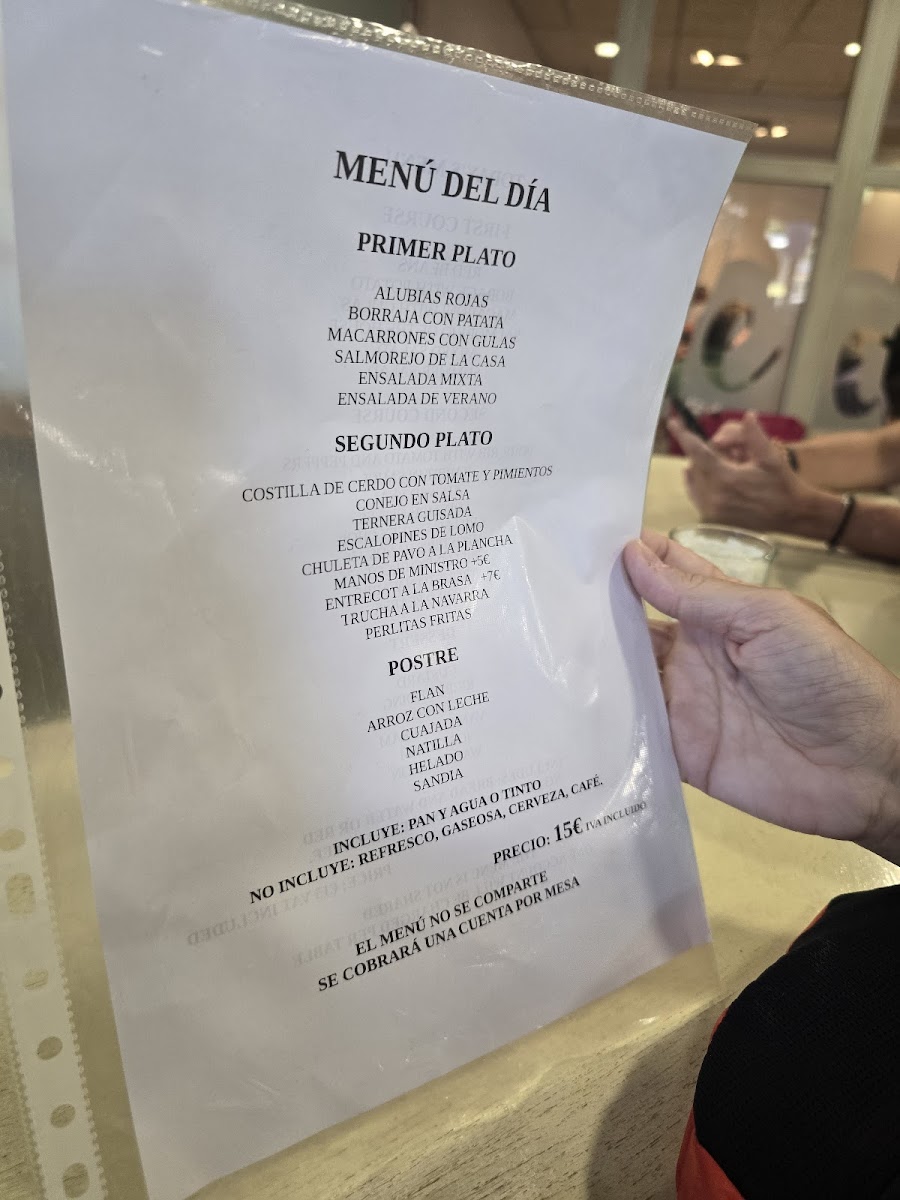 MENÚ DEL DÍA
PRIMER PLATO
ALUBIAS ROJAS
BORRAJA CON PATATA
MACARRONES CON GULAS
SALMOREJO DE LA CASA
ENSALADA MIXTA
ENSALADA DE VERANO
SEGUNDO PLATO
COSTILLA DE CERDO CON TOMATE Y PIMIENTOS
CONEJO EN SALSA
TERNERA GUISADA
ESCALOPINES DE LOMO
CHULETA DE PAVO A LA PLANCHA
MANOS DE MINISTRO +5€
ENTRECOT A LA BRASA +7€
TRUCHA A LA NAVARRA
PERLITAS FRITAS
POSTRE
FLAN
ARROZ CON LECHE
CUAJADA
NATILLA
HELADO
SANDIA
INCLUYE: PAN Y AGUA O TINTO
NO INCLUYE: REFRESCO, GASEOSA, CERVEZA, CAFÉ.
PRECIO: 15€ IVA INCLUIDO
EL MENÚ NO SE COMPARTE
SE COBRARÁ UNA CUENTA POR MESA